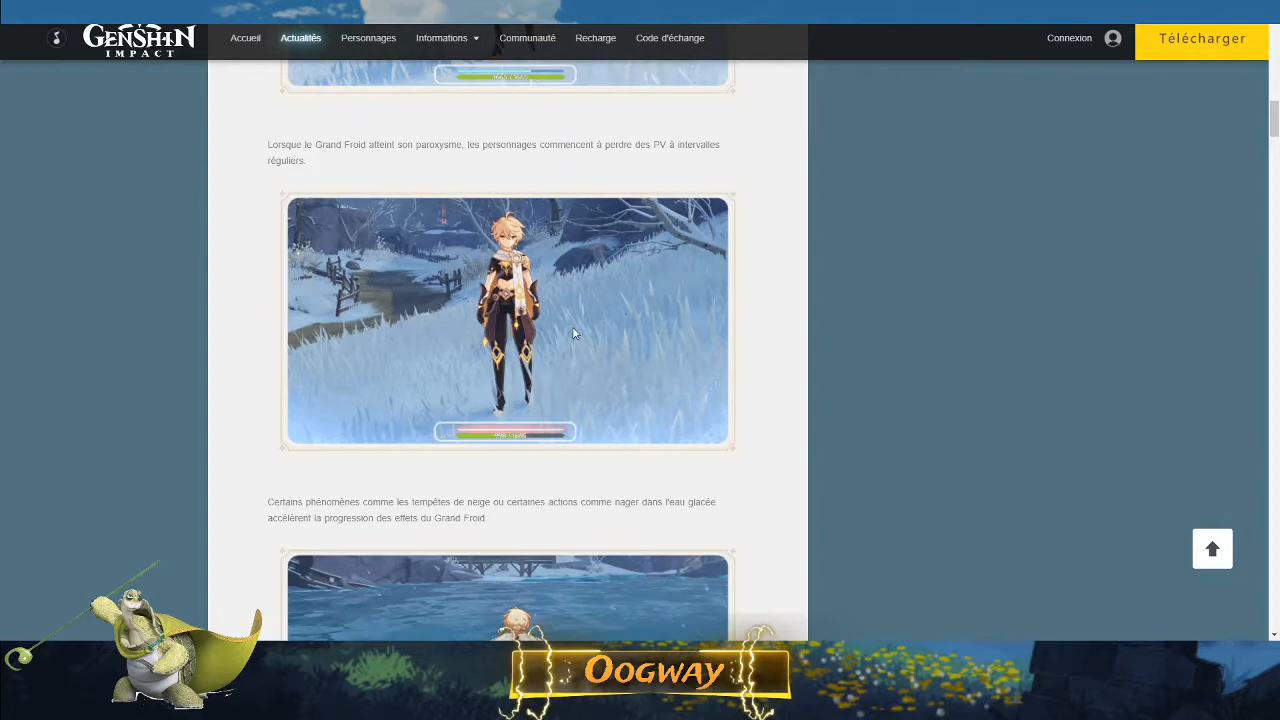 GENSHIN
IMPACT
Accueil
Actualités
Personnages
Informations
Communauté
Recharge
Code d'échange
Connexion
Télécharger
Lorsque le Grand Froid atteint son paroxysme, les personnages commencent à perdre des PV à intervalles
réguliers.
Certains phénomènes comme les tempêtes de neige ou certaines actions comme nager dans l'eau glacée
accélèrent la progression des effets du Grand Froid.
OOGWAY